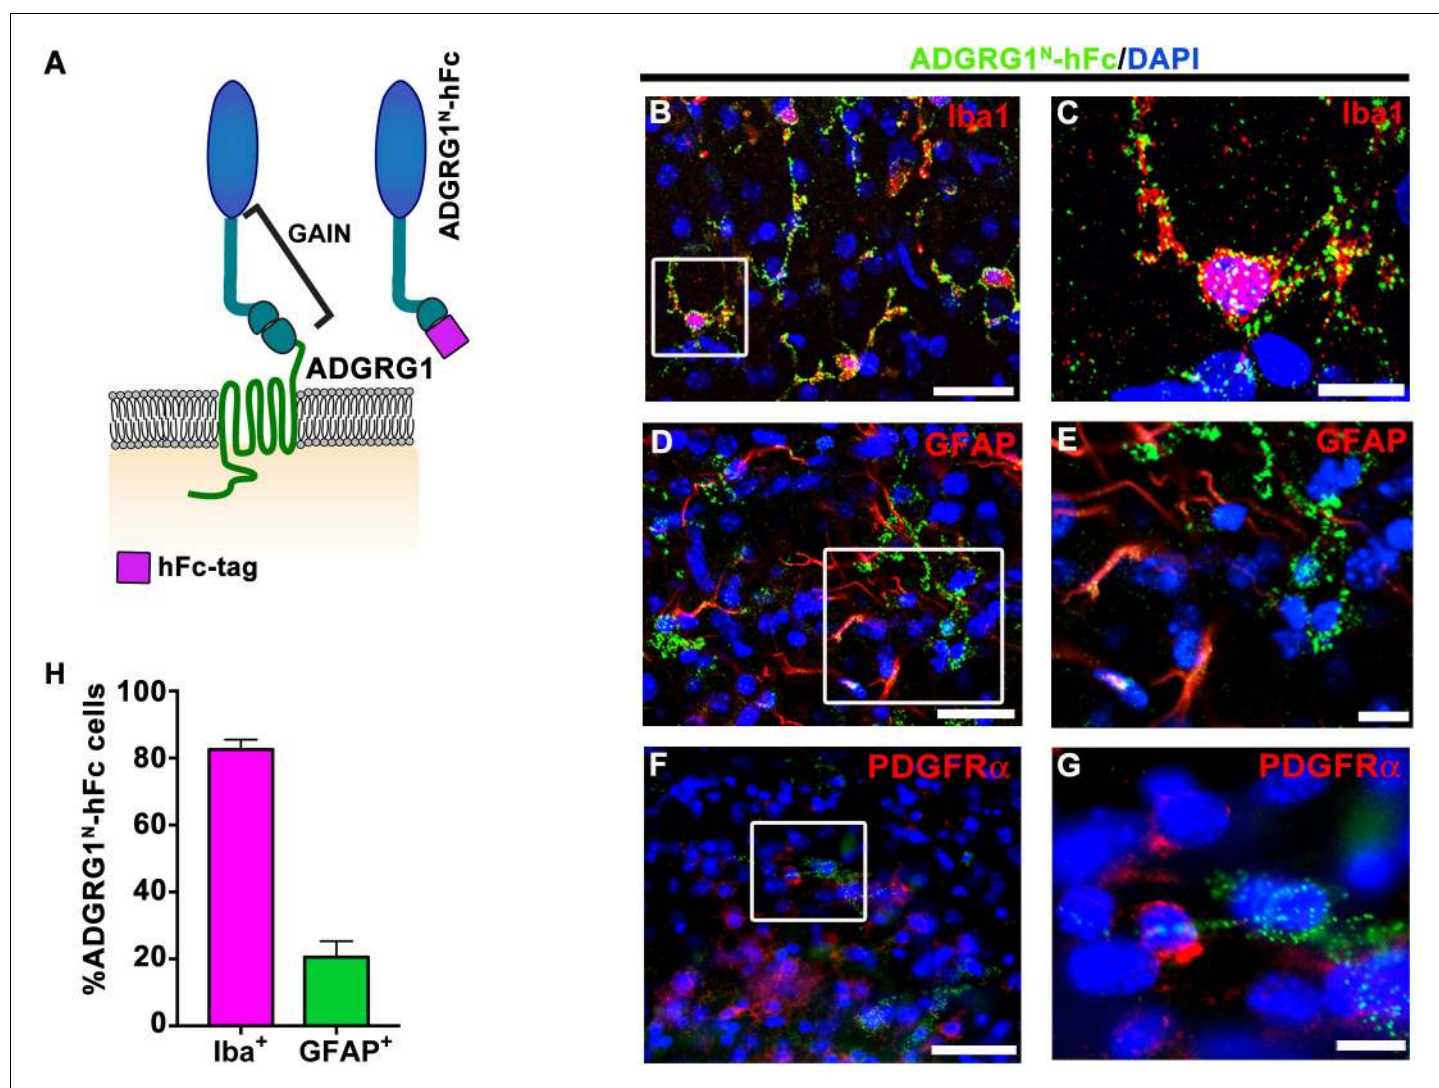 A
ADGRG1ᴺ-hFc
GAIN
ADGRG1
hFc-tag
ADGRG1ᴺ-hFc/DAPI
B
Iba1
C
Iba1
D
GFAP
E
GFAP
F
PDGFRα
G
PDGFRα
H
%ADGRG1ᴺ-hFc cells
100
80
60
40
20
0
Iba⁺
GFAP⁺